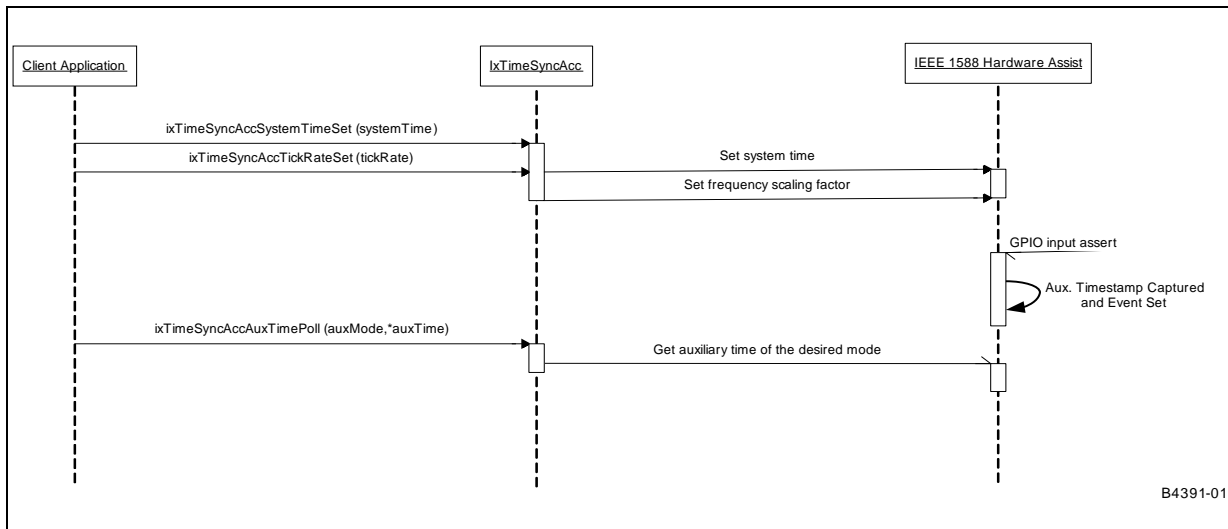 Client Application
IxTimeSyncAcc
IEEE 1588 Hardware Assist
ixTimeSyncAccSystemTimeSet (systemTime)
ixTimeSyncAccTickRateSet (tickRate)
Set system time
Set frequency scaling factor
GPIO input assert
Aux. Timestamp Captured
and Event Set
ixTimeSyncAccAuxTimePoll (auxMode,*auxTime)
Get auxiliary time of the desired mode
B4391-01